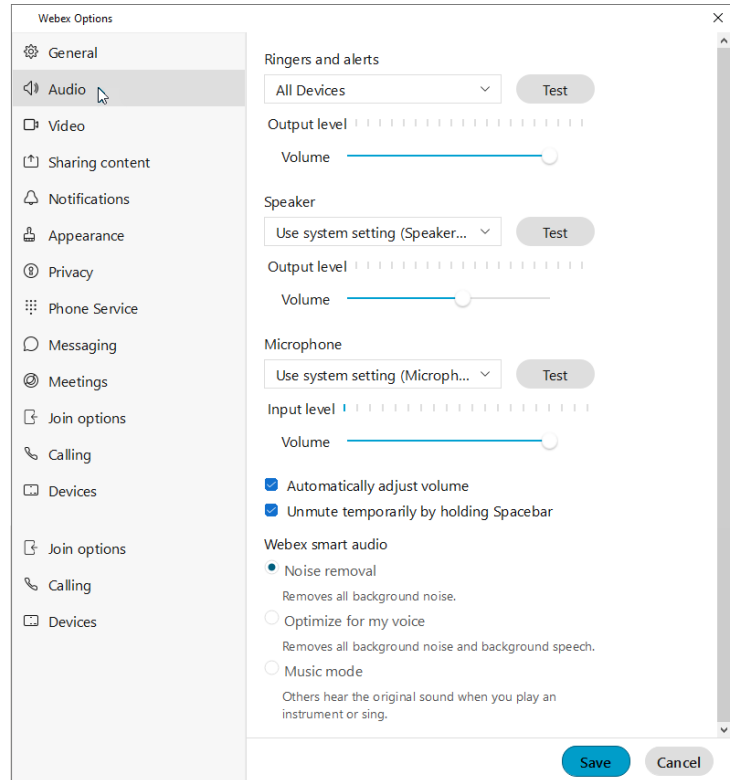 Webex Options
General
Audio
Video
Sharing content
Notifications
Appearance
Privacy
Phone Service
Messaging
Meetings
Join options
Calling
Devices
Join options
Calling
Devices
Ringers and alerts
All Devices
Test
Output level
Volume
Speaker
Use system setting (Speaker...
Test
Output level
Volume
Microphone
Use system setting (Microph...
Test
Input level
Volume
Automatically adjust volume
Unmute temporarily by holding Spacebar
Webex smart audio
Noise removal
Removes all background noise.
Optimize for my voice
Removes all background noise and background speech.
Music mode
Others hear the original sound when you play an
instrument or sing.
Save
Cancel